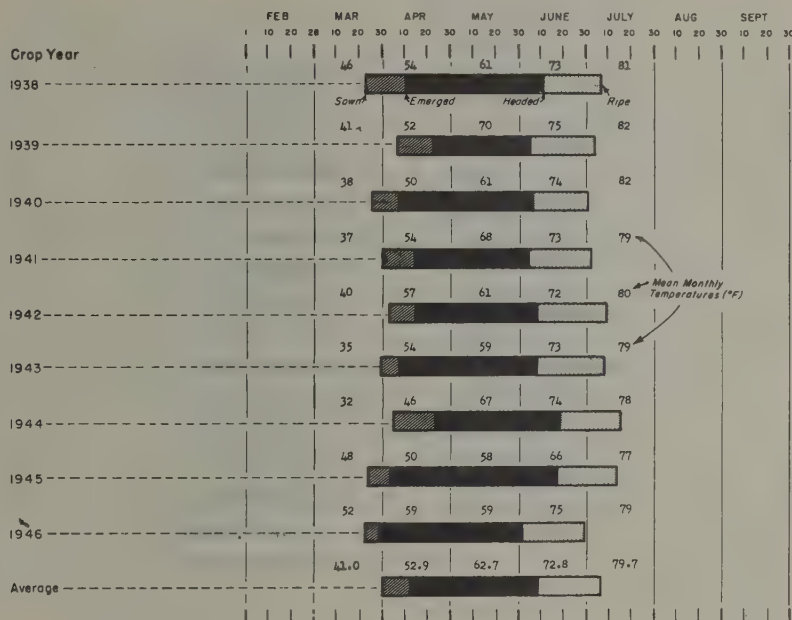 FEB MAR APR MAY JUNE JULY AUG SEPT
1 10 20 28 10 20 30 10 20 30 10 20 30 10 20 30 10 20 30 10 20 30 10 20 30
Crop Year
46 54 61 73 81
1938
Sown Emerged Headed Ripe
41 52 70 75 82
1939
38 50 61 74 82
1940
37 54 68 73 79
1941
Mean Monthly
Temperatures (°F)
40 57 61 72 80
1942
35 54 59 73 79
1943
32 46 67 74 78
1944
48 50 58 66 77
1945
52 59 59 75 79
1946
41.0 52.9 62.7 72.8 79.7
Average